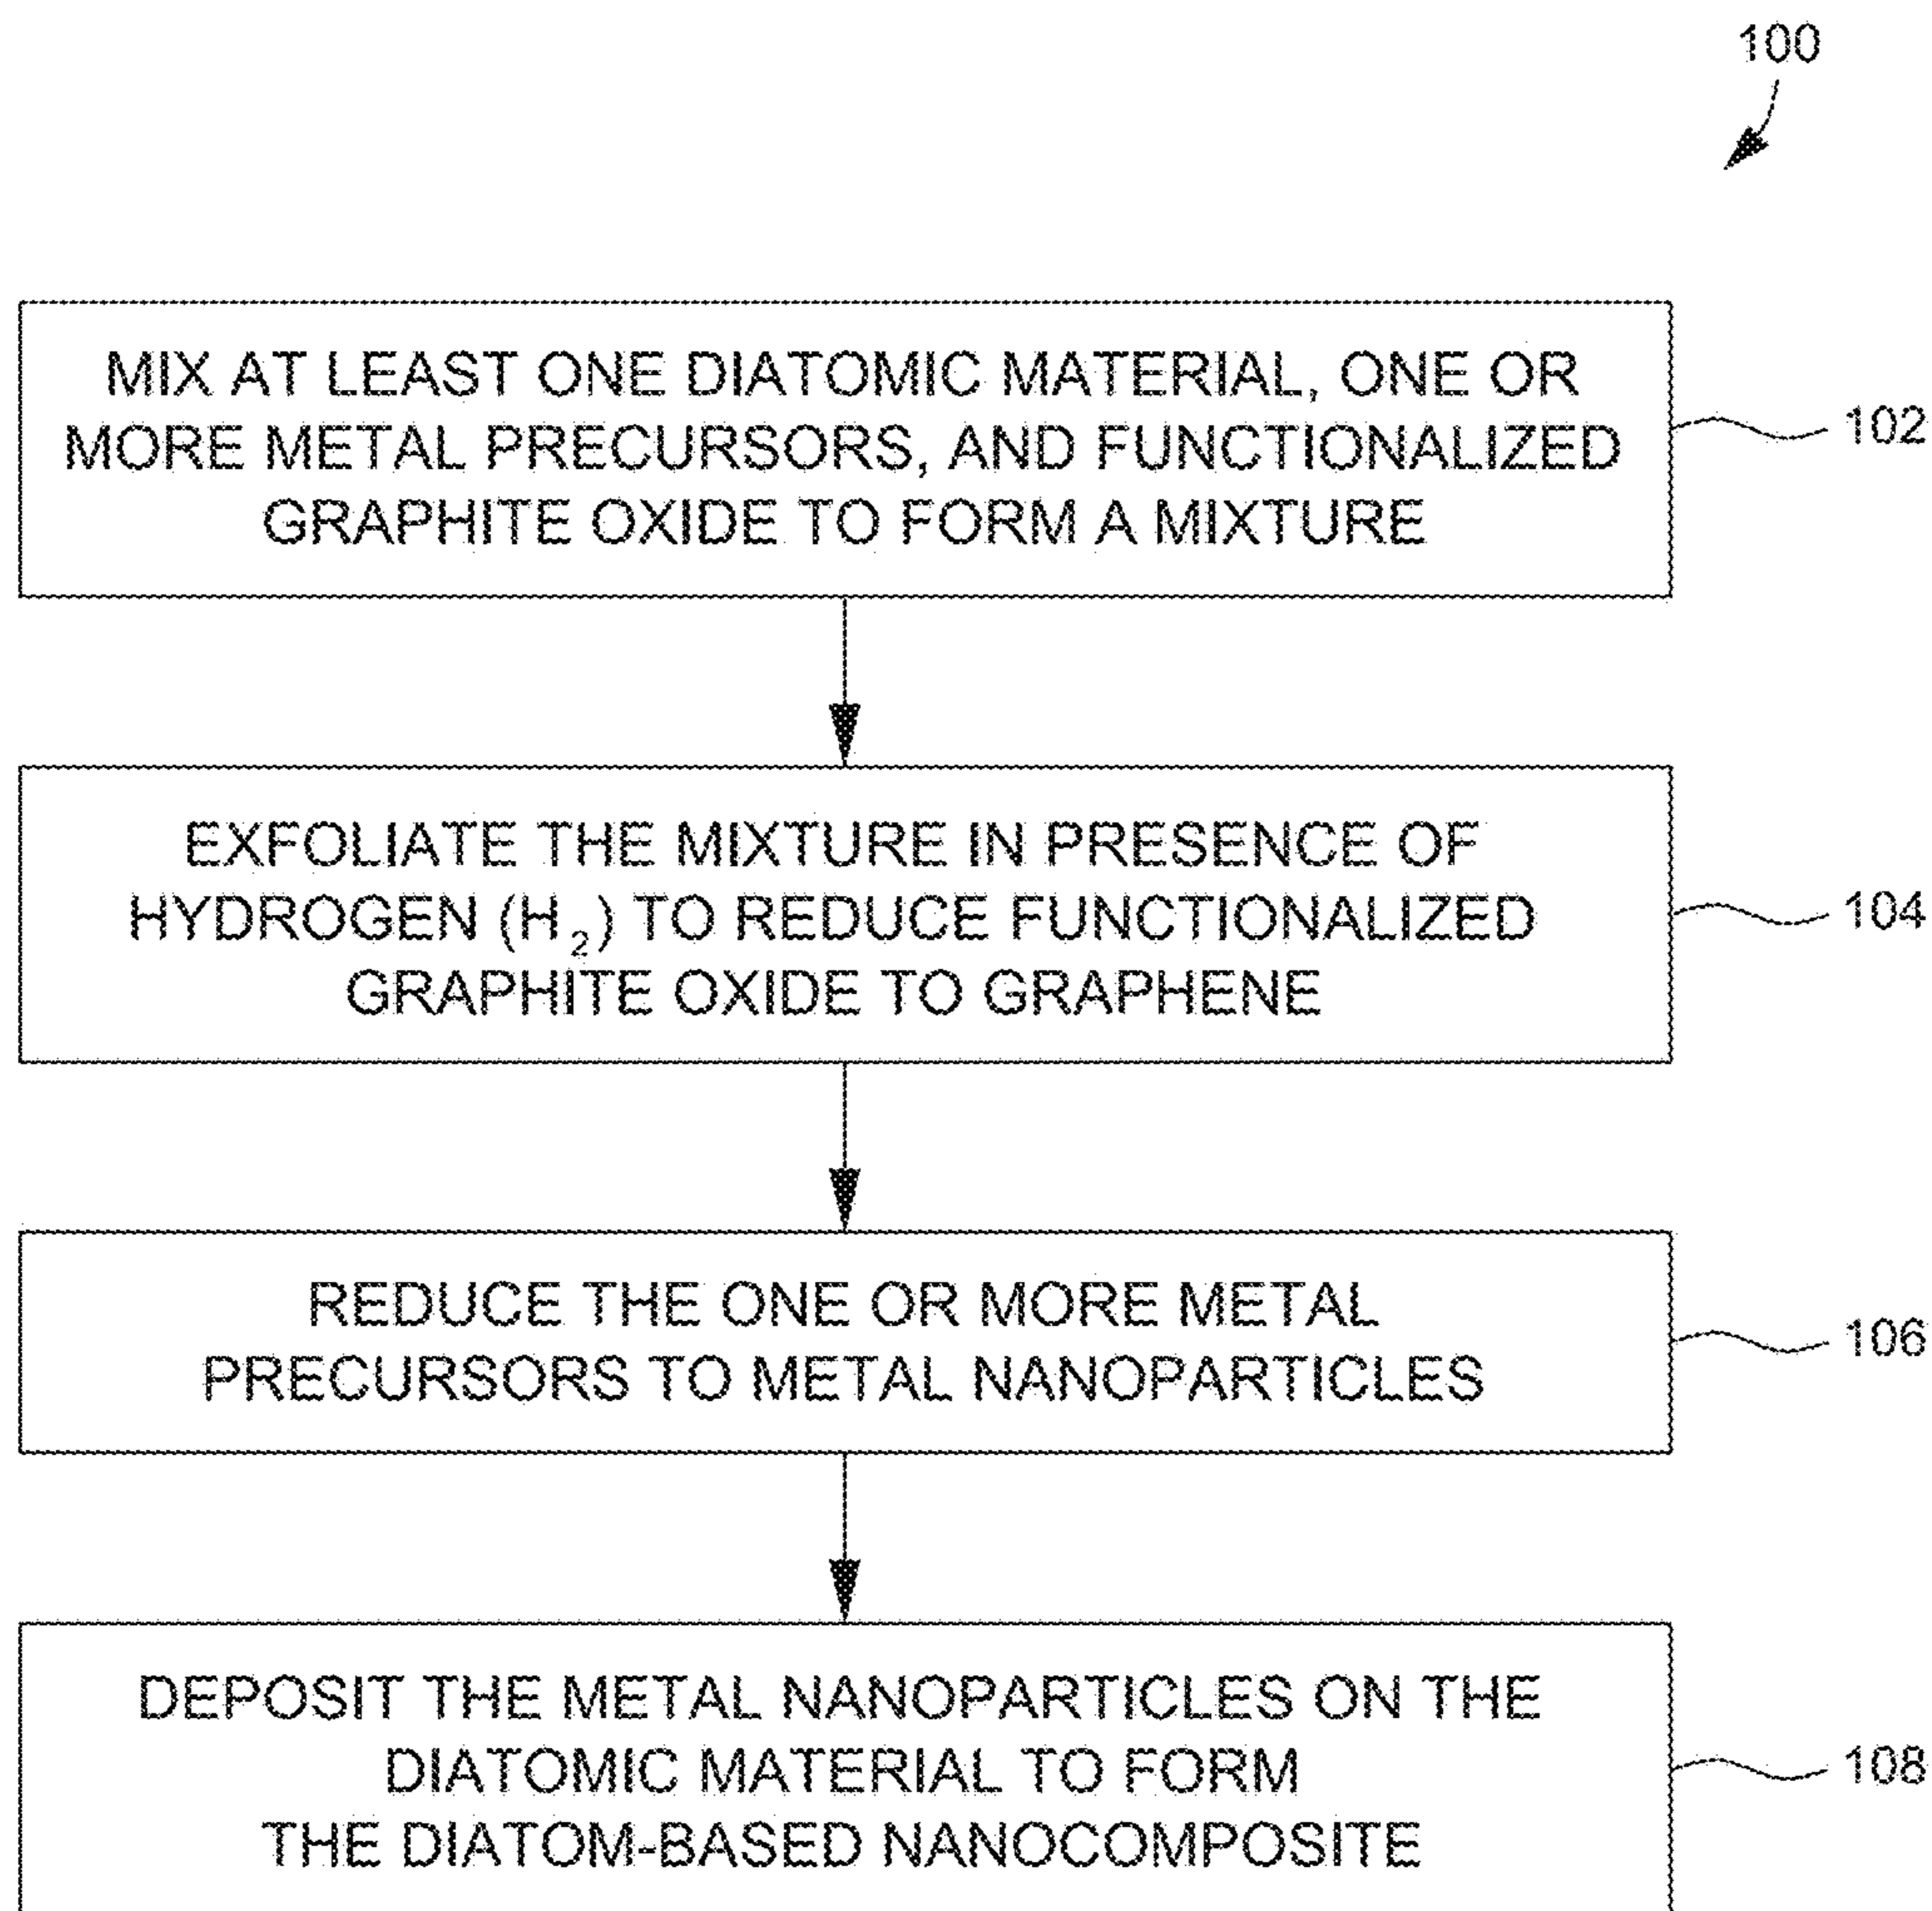 100
MIX AT LEAST ONE DIATOMIC MATERIAL, ONE OR
MORE METAL PRECURSORS, AND FUNCTIONALIZED
GRAPHITE OXIDE TO FORM A MIXTURE
102
EXFOLIATE THE MIXTURE IN PRESENCE OF
HYDROGEN (H₂) TO REDUCE FUNCTIONALIZED
GRAPHITE OXIDE TO GRAPHENE
104
REDUCE THE ONE OR MORE METAL
PRECURSORS TO METAL NANOPARTICLES
106
DEPOSIT THE METAL NANOPARTICLES ON THE
DIATOMIC MATERIAL TO FORM
THE DIATOM-BASED NANOCOMPOSITE
108